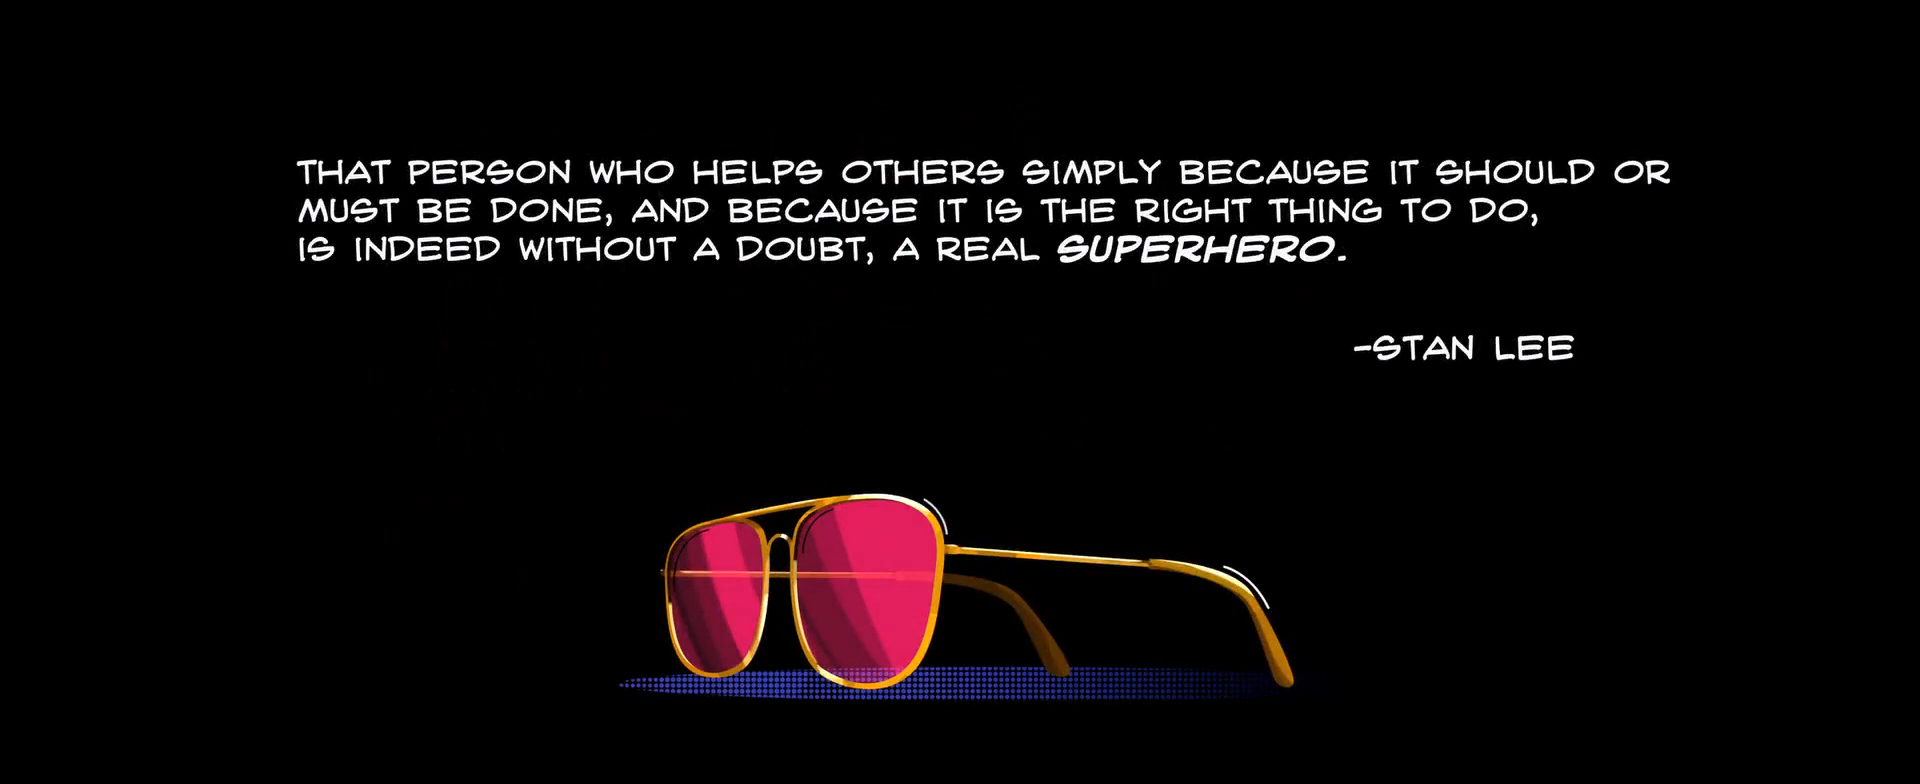 THAT PERSON WHO HELPS OTHERS SIMPLY BECAUSE IT SHOULD OR
MUST BE DONE, AND BECAUSE IT IS THE RIGHT THING TO DO,
IS INDEED WITHOUT A DOUBT, A REAL SUPERHERO.
-STAN LEE